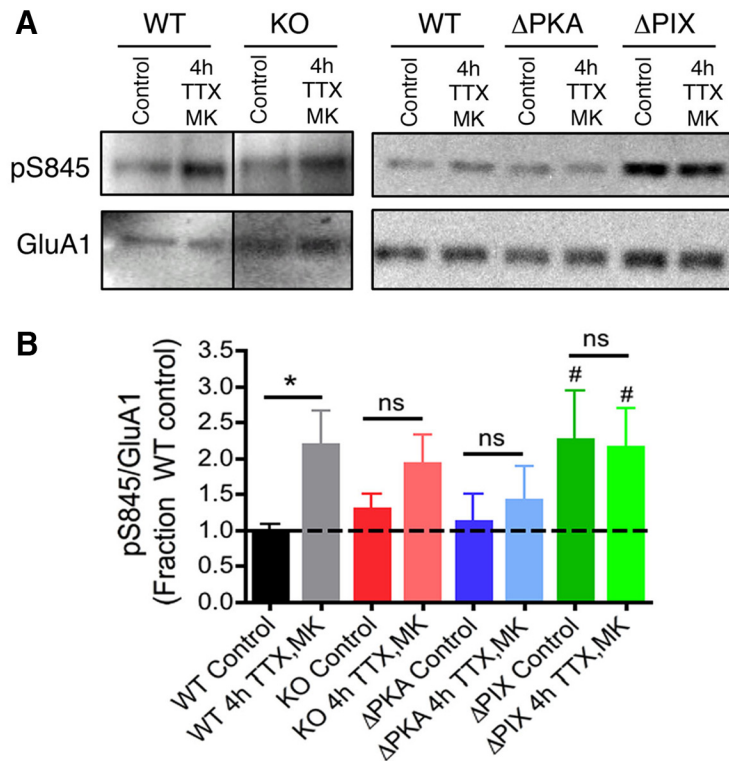 A
WT KO WT ΔPKA ΔPIX
Control 4h TTX MK Control 4h TTX MK Control 4h TTX MK Control 4h TTX MK Control 4h TTX MK
pS845
GluA1
B
pS845/GluA1
(Fraction WT control)
3.5
3.0
2.5
2.0
1.5
1.0
0.5
0.0
* ns ns ns
# #
WT Control
WT 4h TTX,MK
KO Control
KO 4h TTX,MK
ΔPKA Control
ΔPKA 4h TTX,MK
ΔPIX Control
ΔPIX 4h TTX,MK